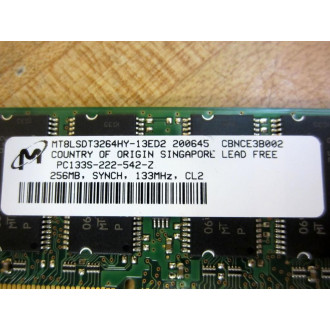 MT8LSDT3264HY-13ED2 200645 CBNCE3B002
COUNTRY OF ORIGIN SINGAPORE LEAD FREE
PC133S-222-542-Z
256MB, SYNCH, 133MHz, CL2